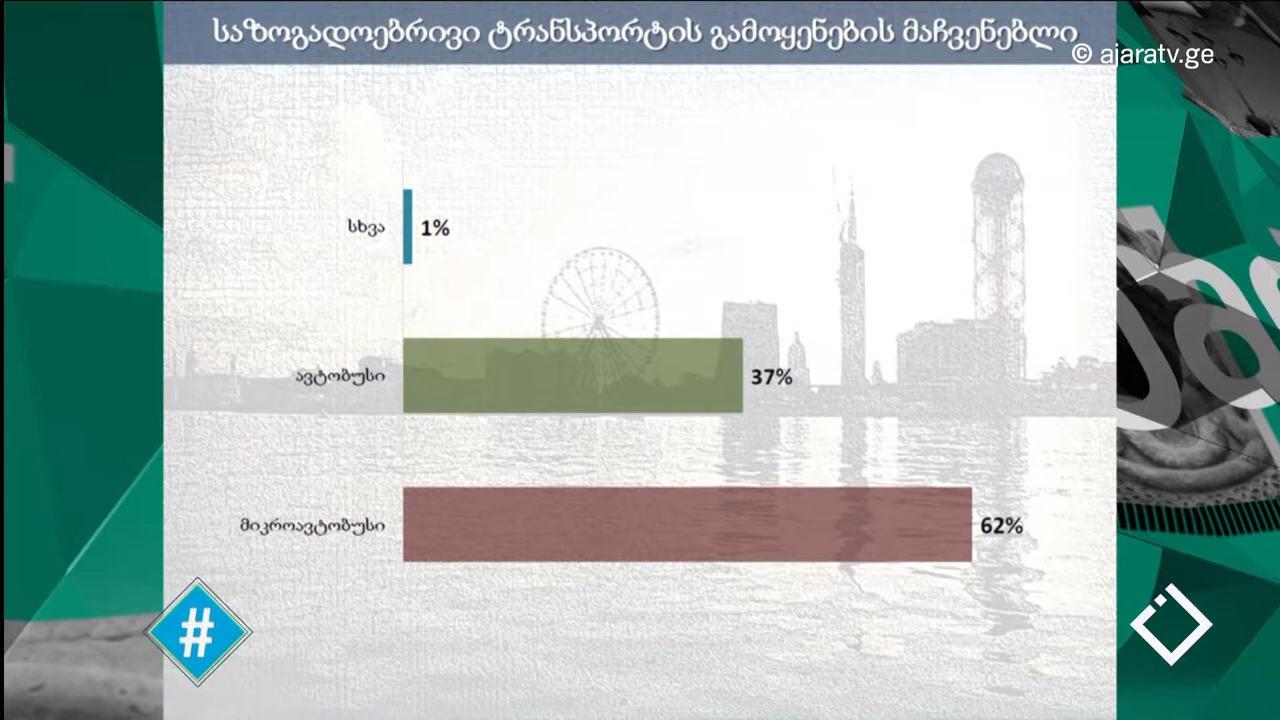 საზოგადოებრივი ტრანსპორტის გამოყენების მაჩვენებლი
© ajaratv.ge
სხვა 1%
ავტობუსი 37%
მიკროავტობუსი 62%
#